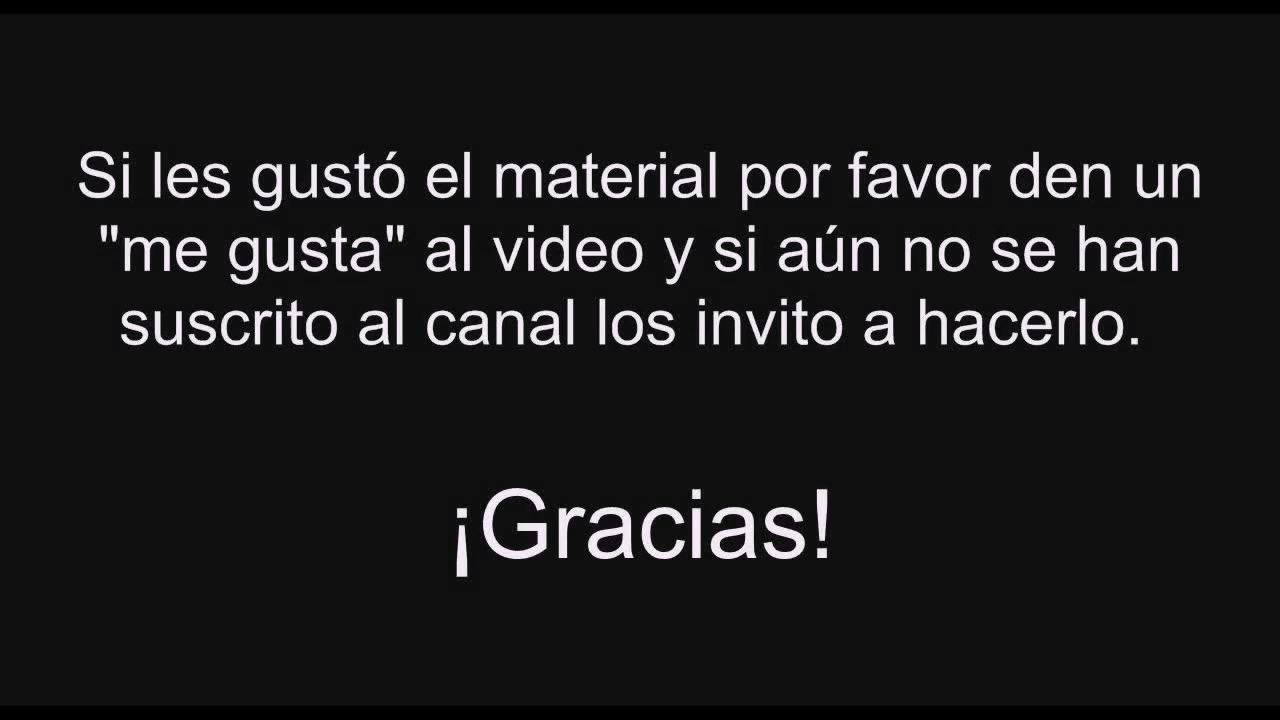 Si les gustó el material por favor den un
"me gusta" al video y si aún no se han
suscrito al canal los invito a hacerlo.
¡Gracias!